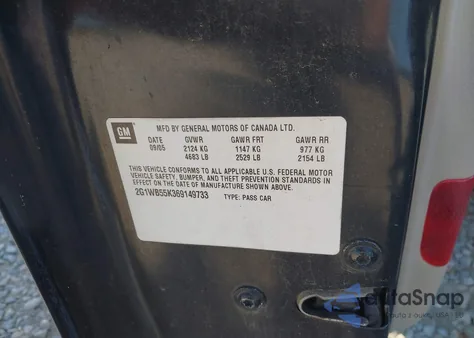 GM
MFD BY GENERAL MOTORS OF CANADA LTD.
DATE GVWR GAWR FRT GAWR RR
09/05 2124 KG 1147 KG 977 KG
4683 LB 2529 LB 2154 LB
THIS VEHICLE CONFORMS TO ALL APPLICABLE U.S. FEDERAL MOTOR
VEHICLE SAFETY, BUMPER, AND THEFT PREVENTION STANDARDS IN
EFFECT ON THE DATE OF MANUFACTURE SHOWN ABOVE.
2G1WB55K369149733 TYPE: PASS CAR
AutoSnap